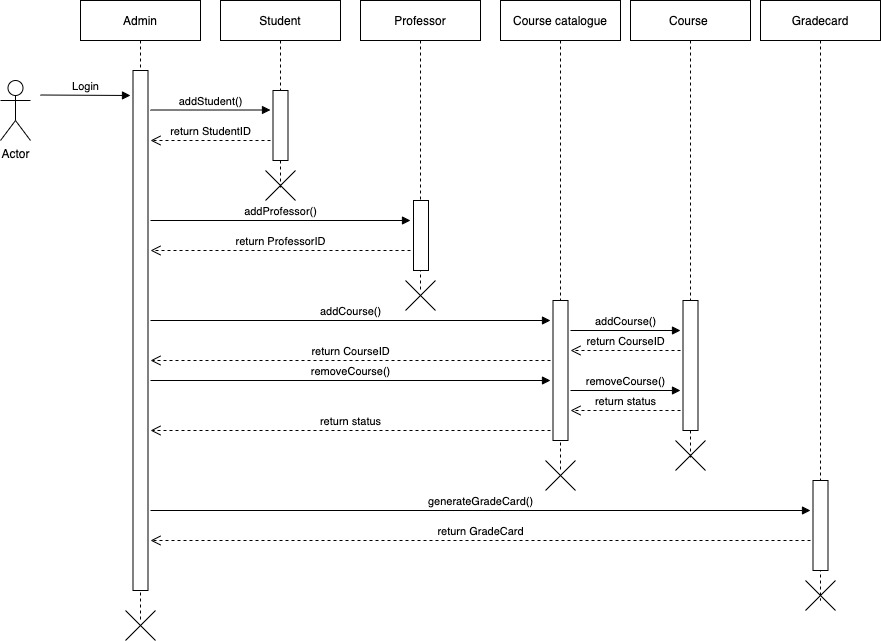 Admin
Student
Professor
Course catalogue
Course
Gradecard
Login
Actor
addStudent()
return StudentID
addProfessor()
return ProfessorID
addCourse()
addCourse()
return CourseID
return CourseID
removeCourse()
removeCourse()
return status
return status
generateGradeCard()
return GradeCard